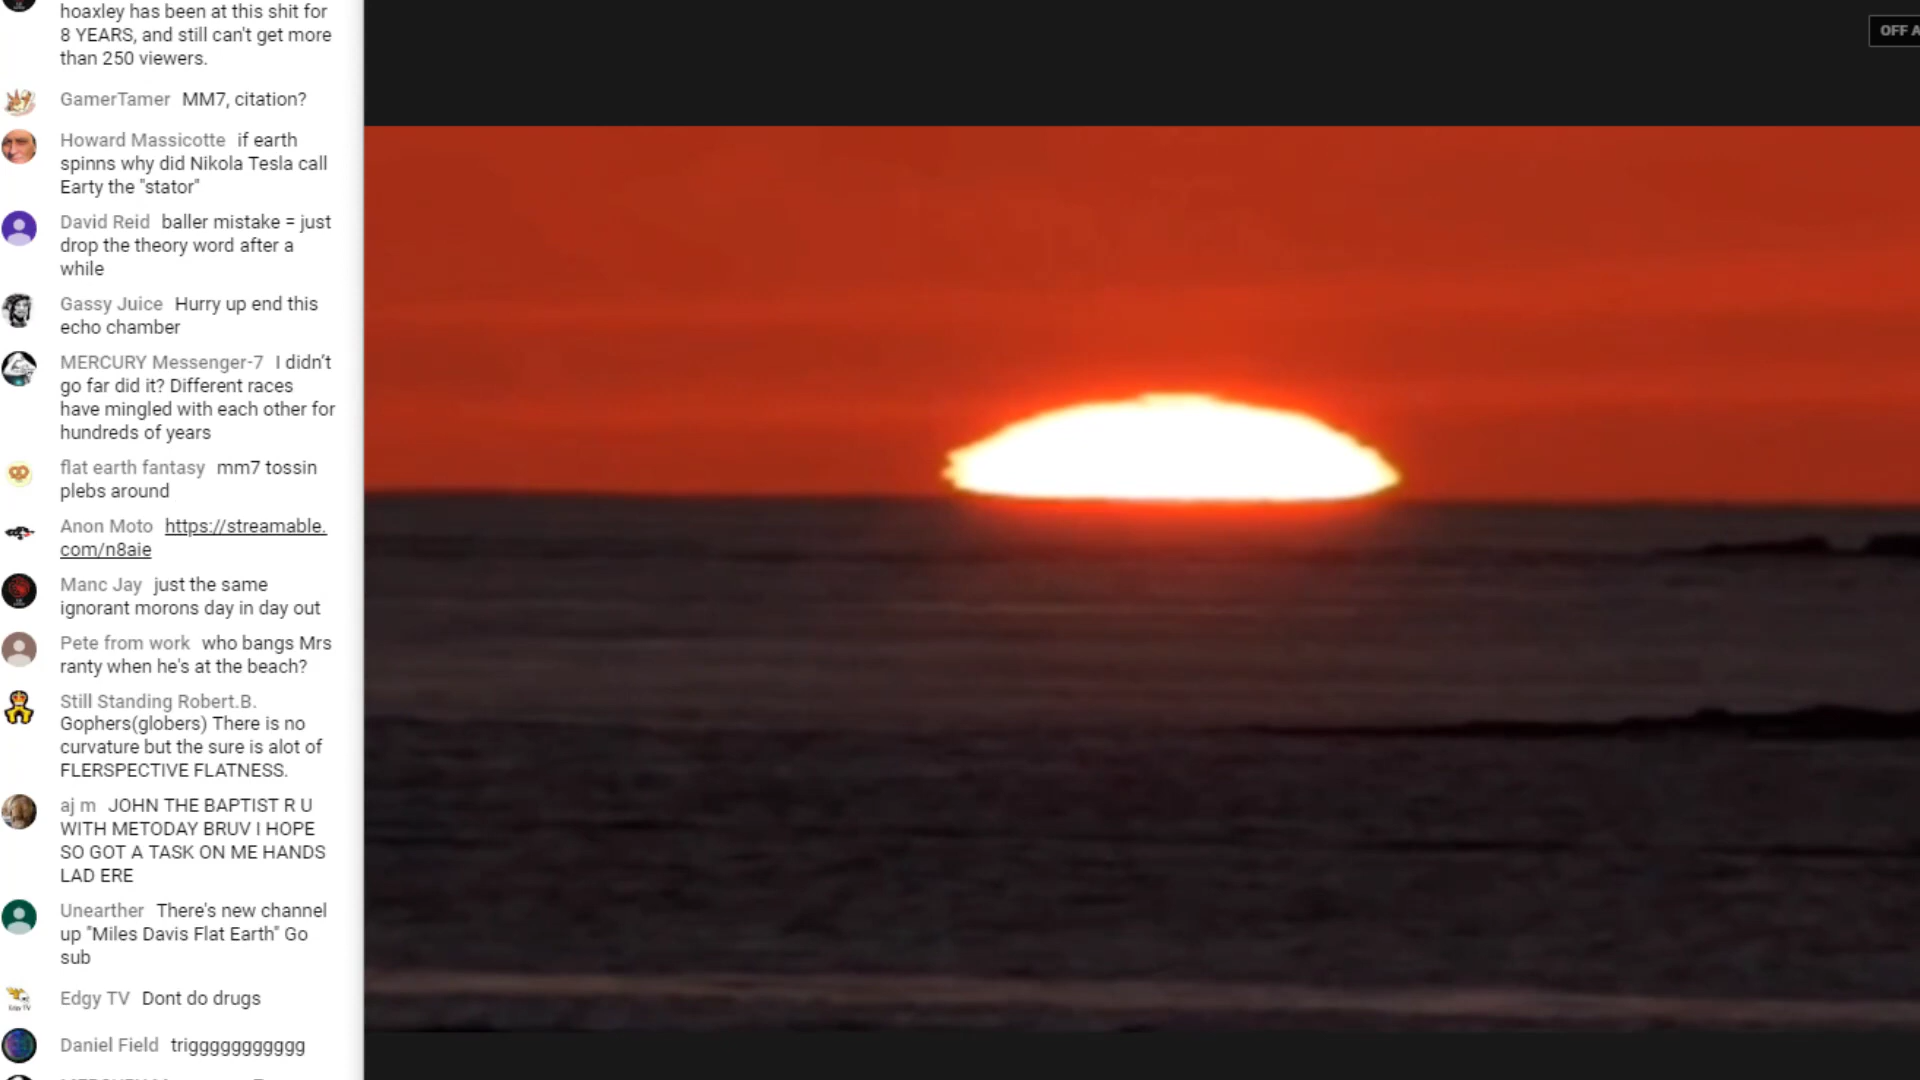 hoaxley has been at this shit for
8 YEARS, and still can't get more
than 250 viewers.
GamerTamer MM7, citation?
Howard Massicotte if earth
spinns why did Nikola Tesla call
Earty the "stator"
David Reid baller mistake = just
drop the theory word after a
while
Gassy Juice Hurry up end this
echo chamber
MERCURY Messenger-7 I didn't
go far did it? Different races
have mingled with each other for
hundreds of years
flat earth fantasy mm7 tossin
plebs around
Anon Moto https://streamable.
com/n8aie
Manc Jay just the same
ignorant morons day in day out
Pete from work who bangs Mrs
ranty when he's at the beach?
Still Standing Robert.B.
Gophers(globers) There is no
curvature but the sure is alot of
FLERSPECTIVE FLATNESS.
aj m JOHN THE BAPTIST R U
WITH METODAY BRUV I HOPE
SO GOT A TASK ON ME HANDS
LAD ERE
Unearther There's new channel
up "Miles Davis Flat Earth" Go
sub
Edgy TV Dont do drugs
Daniel Field triggggggggggg
OFF A